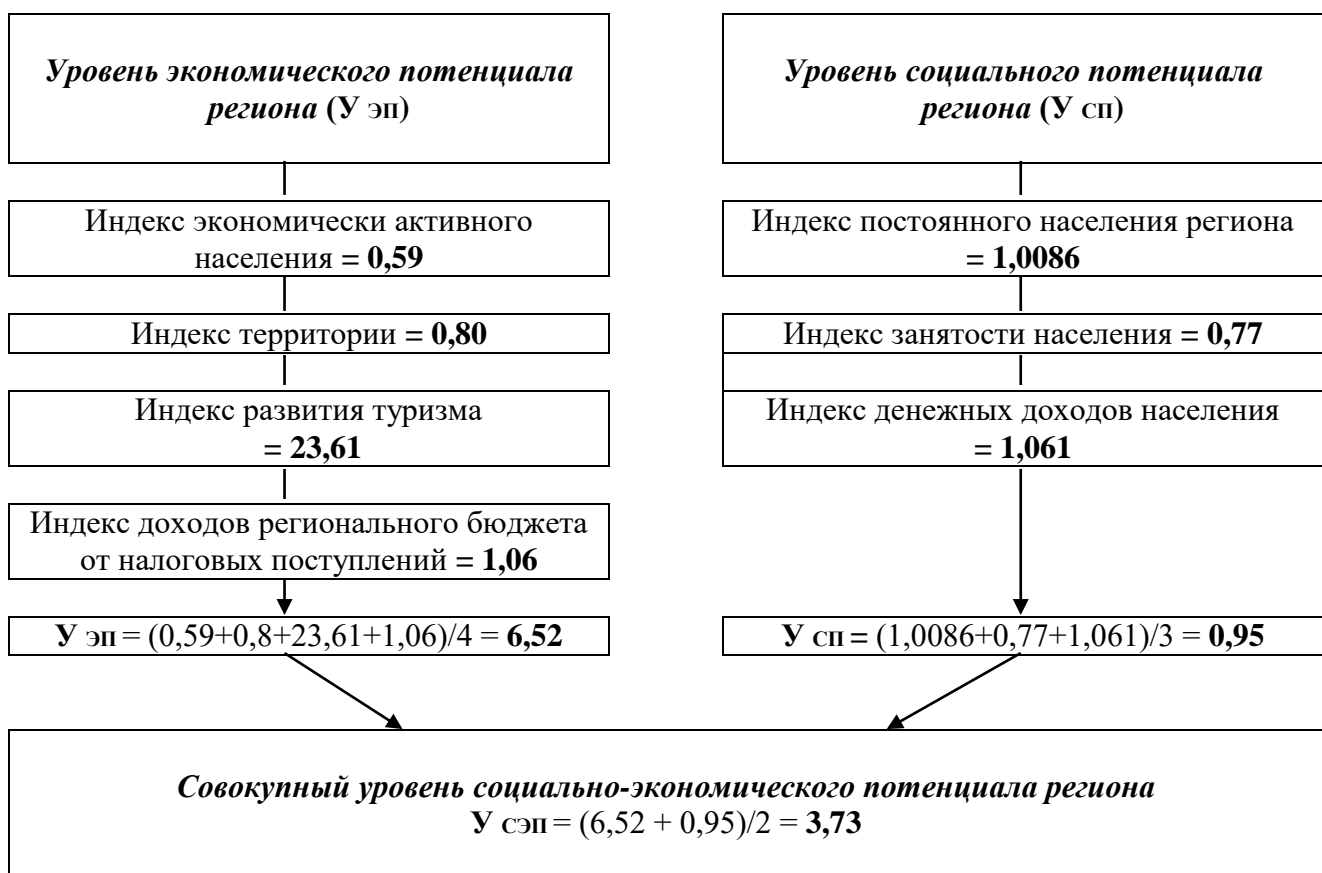 Уровень экономического потенциала
региона (У эп)
Индекс экономически активного
населения = 0,59
Индекс территории = 0,80
Индекс развития туризма
= 23,61
Индекс доходов регионального бюджета
от налоговых поступлений = 1,06
У эп = (0,59+0,8+23,61+1,06)/4 = 6,52
Уровень социального потенциала
региона (У сп)
Индекс постоянного населения региона
= 1,0086
Индекс занятости населения = 0,77
Индекс денежных доходов населения
= 1,061
У сп = (1,0086+0,77+1,061)/3 = 0,95
Совокупный уровень социально-экономического потенциала региона
У сэп = (6,52 + 0,95)/2 = 3,73